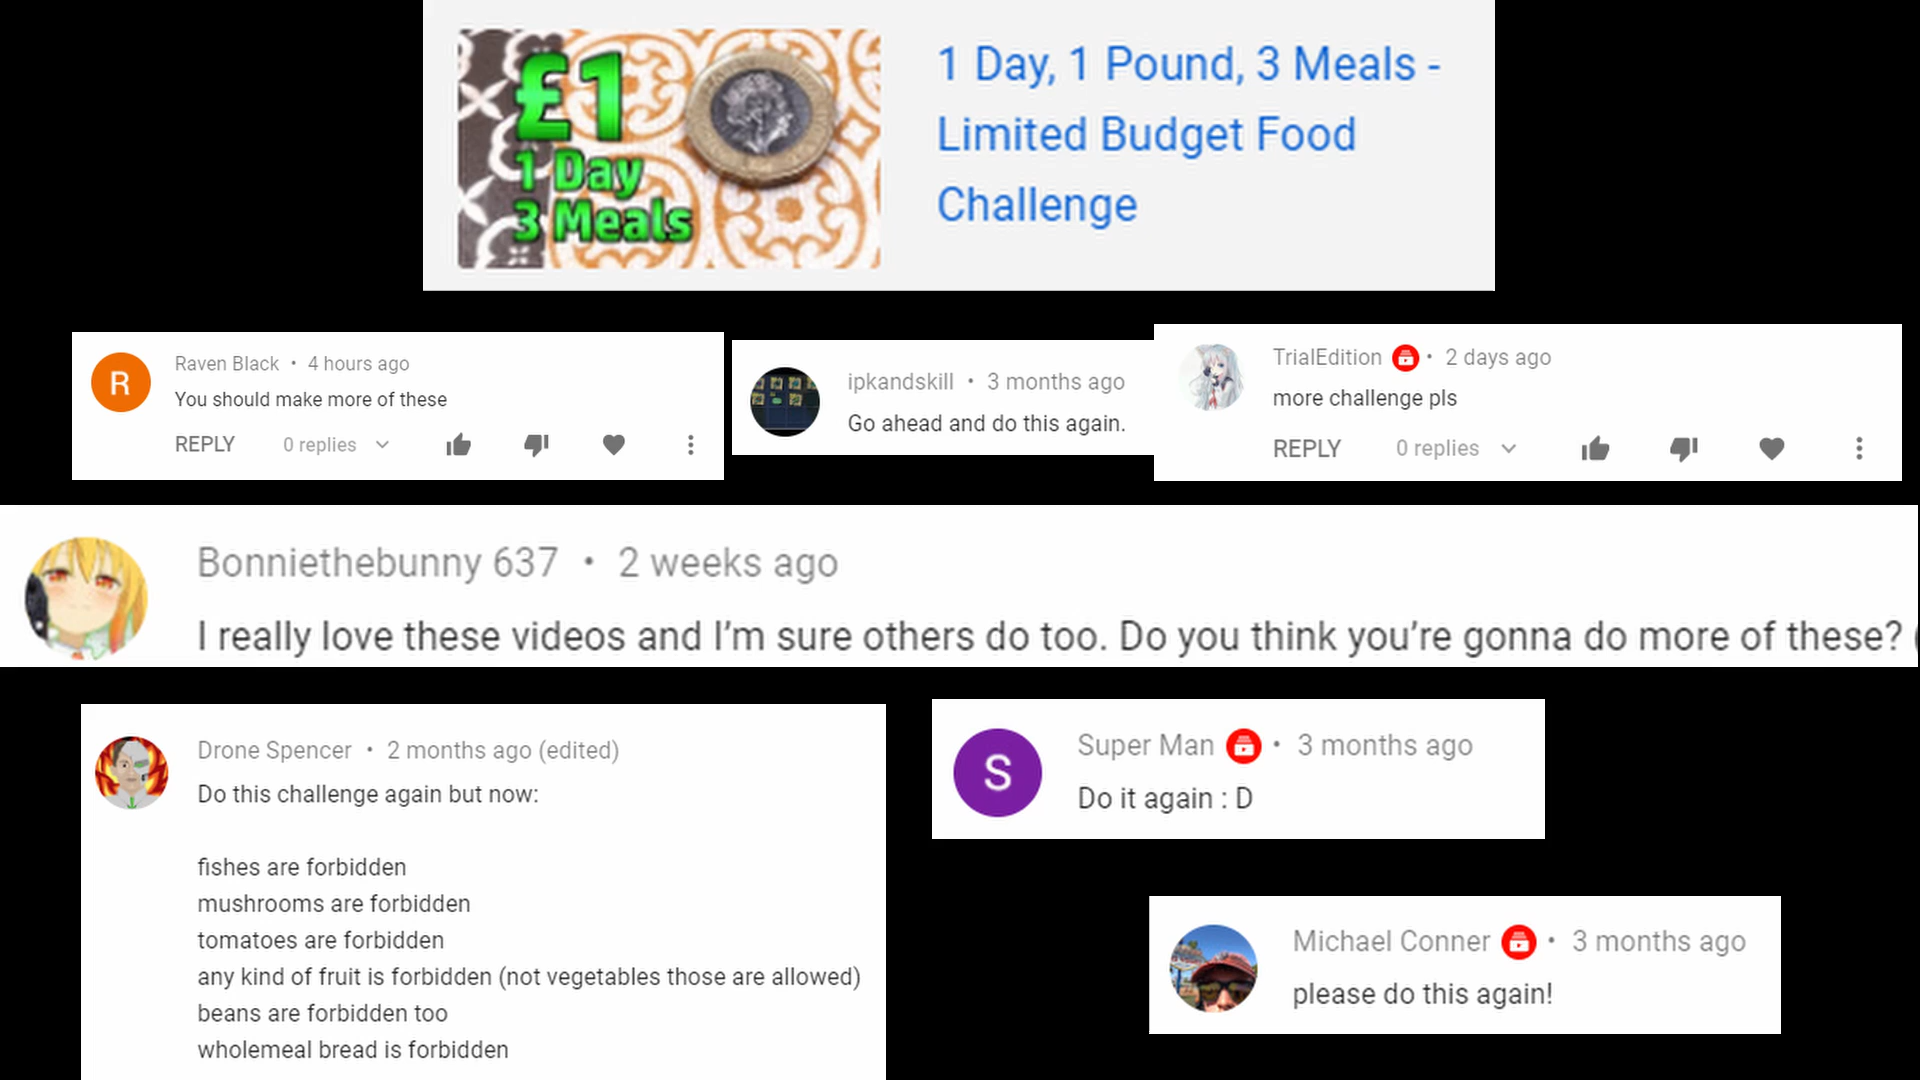 £1
1 Day
3 Meals
1 Day, 1 Pound, 3 Meals -
Limited Budget Food
Challenge
Raven Black • 4 hours ago
You should make more of these
REPLY 0 replies
ipkandskill • 3 months ago
Go ahead and do this again.
TrialEdition • 2 days ago
more challenge pls
REPLY 0 replies
Bonniethebunny 637 • 2 weeks ago
I really love these videos and I’m sure others do too. Do you think you’re gonna do more of these? (
Drone Spencer • 2 months ago (edited)
Do this challenge again but now:
fishes are forbidden
mushrooms are forbidden
tomatoes are forbidden
any kind of fruit is forbidden (not vegetables those are allowed)
beans are forbidden too
wholemeal bread is forbidden
S
Super Man • 3 months ago
Do it again : D
Michael Conner • 3 months ago
please do this again!
R